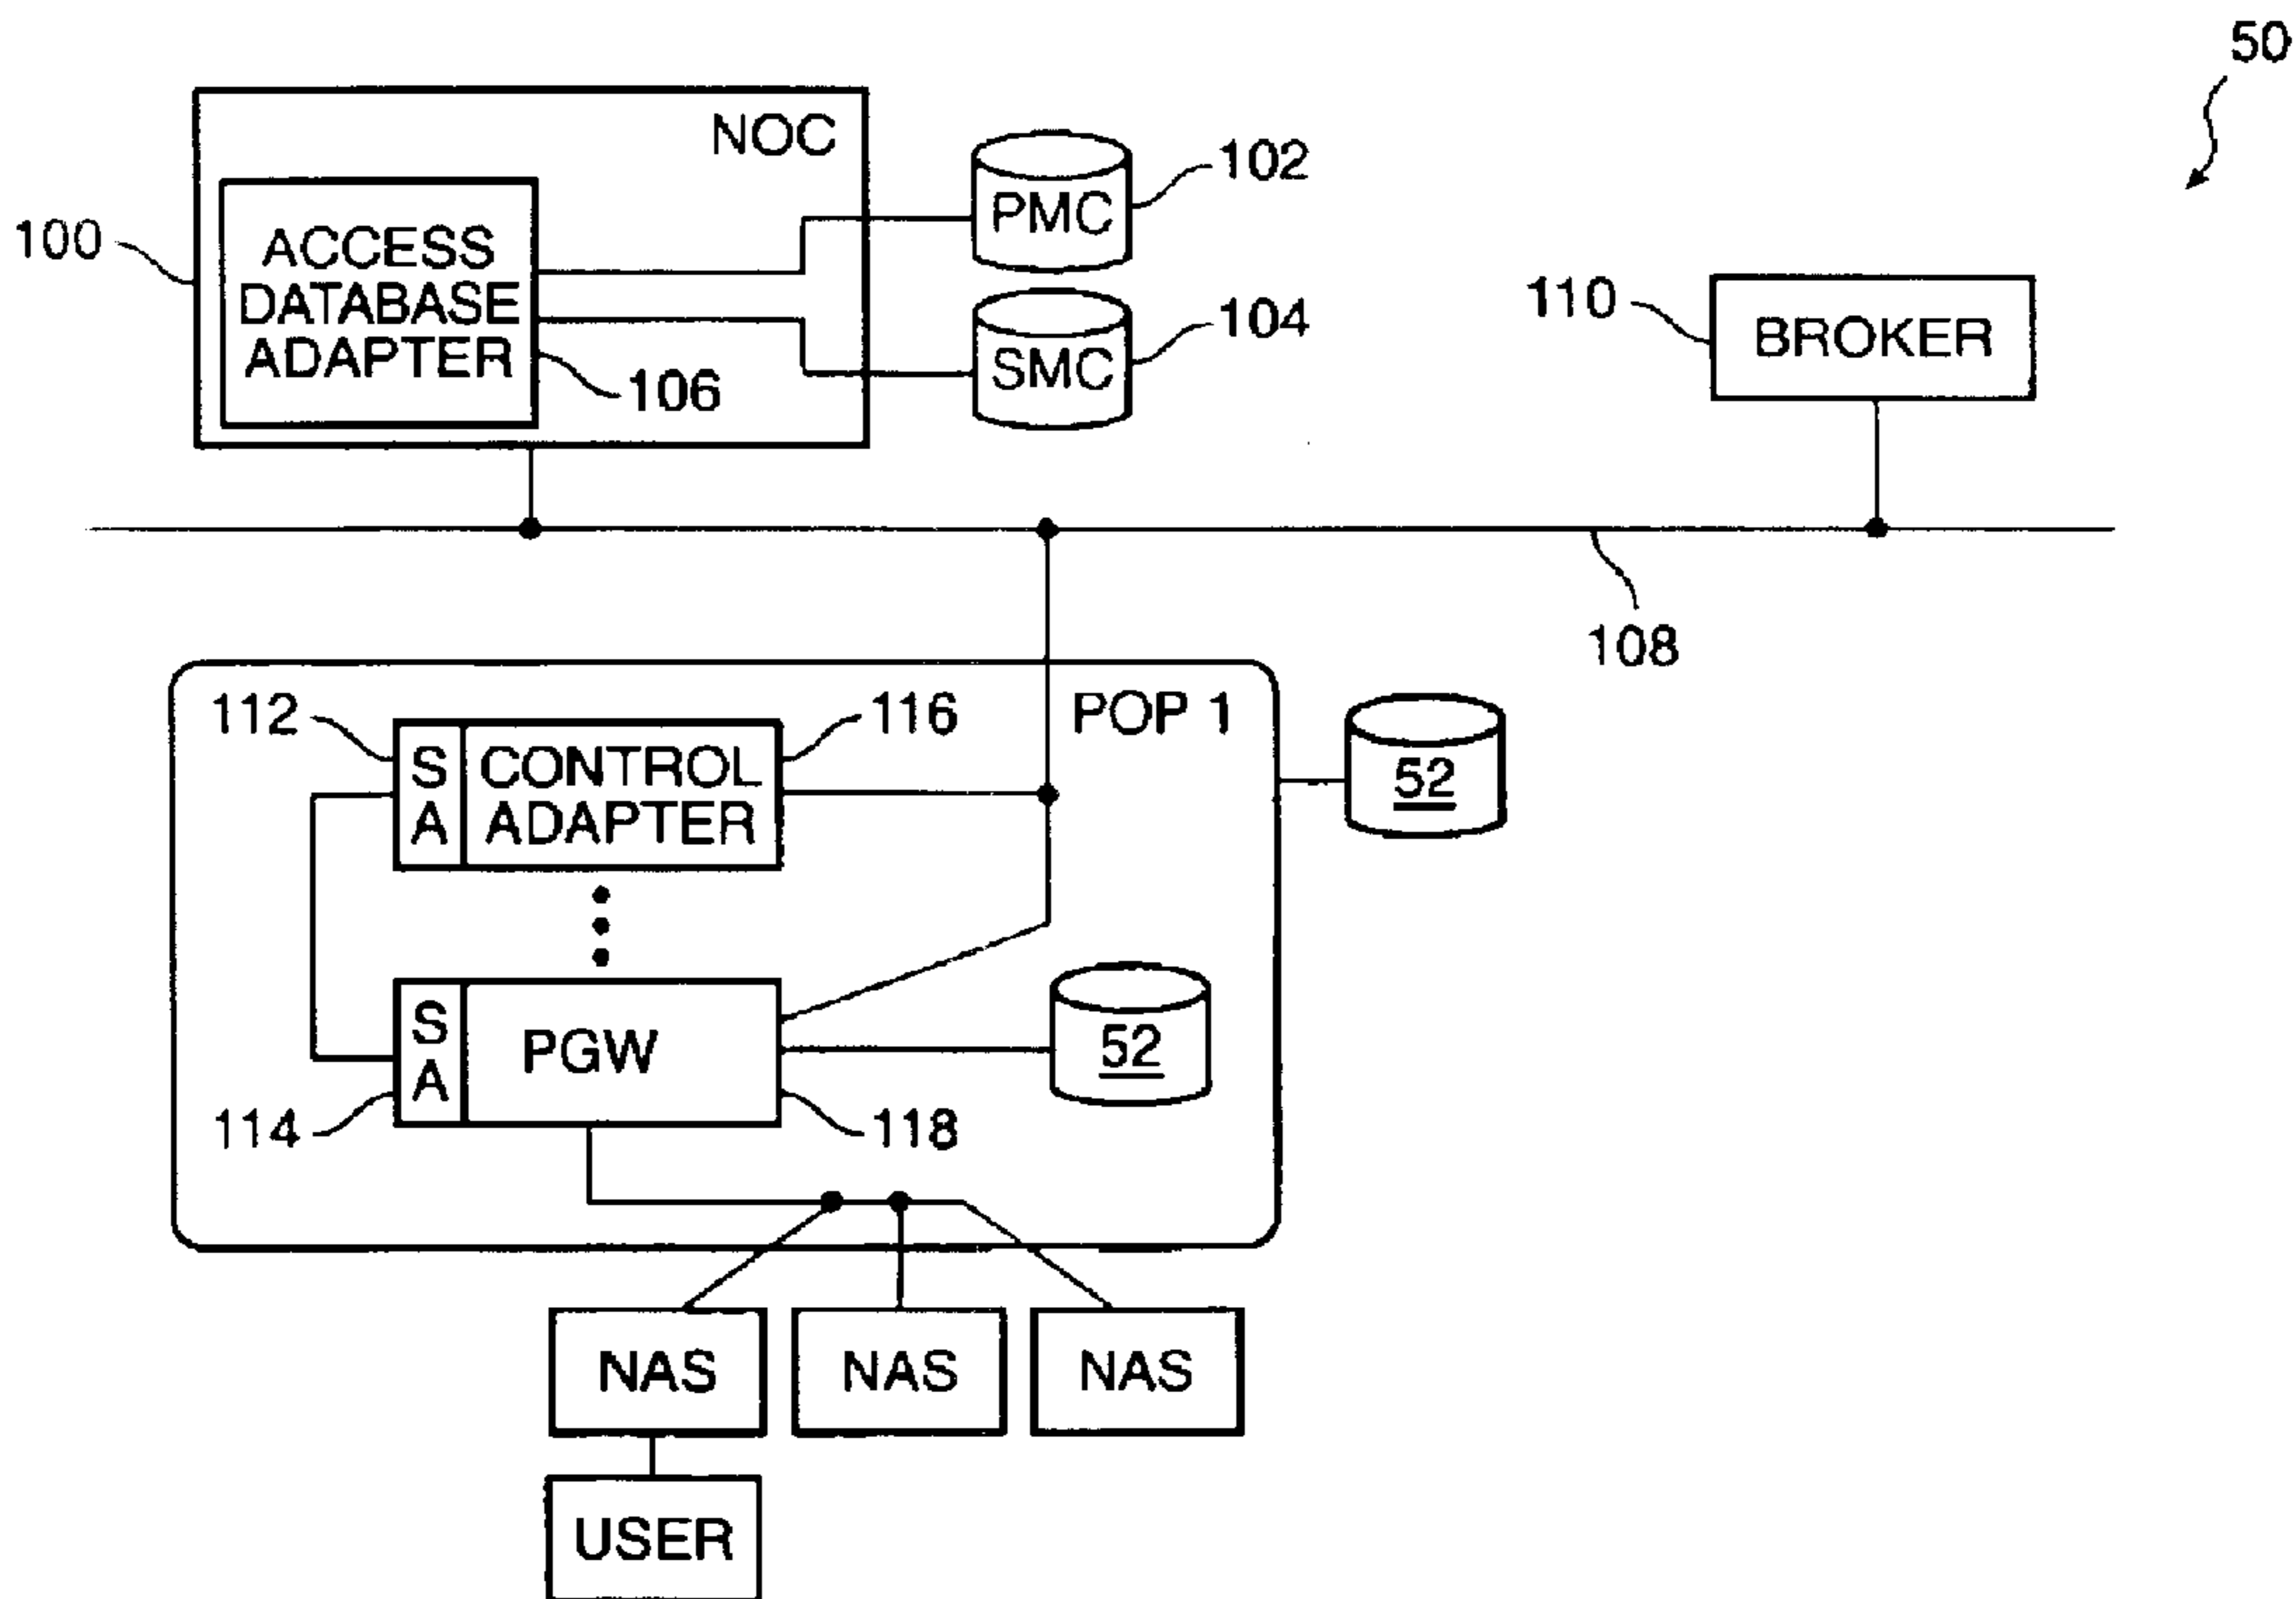 50
NOC
PMC
102
100
ACCESS
DATABASE
ADAPTER
106
SMC
104
110
BROKER
108
112
S
A
CONTROL
ADAPTER
116
POP 1
52
S
A
PGW
52
114
118
NAS
NAS
NAS
USER